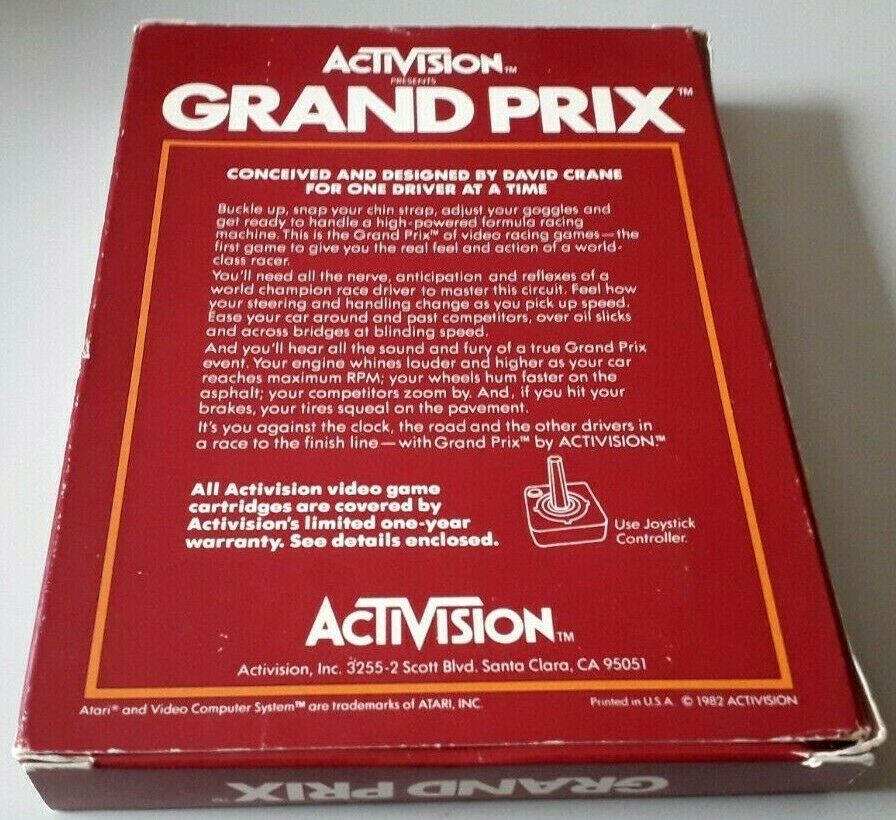 ACTIVISION™
PRESENTS
GRAND PRIX™
CONCEIVED AND DESIGNED BY DAVID CRANE
FOR ONE DRIVER AT A TIME
Buckle up, snap your chin strap, adjust your goggles and
get ready to handle a high-powered formula racing
machine. This is the Grand Prix™ of video racing games—the
first game to give you the real feel and action of a world-
class racer.
You'll need all the nerve, anticipation and reflexes of a
world champion race driver to master this circuit. Feel how
your steering and handling change as you pick up speed.
Ease your car around and past competitors, over oil slicks
and across bridges at blinding speed.
And you'll hear all the sound and fury of a true Grand Prix
event. Your engine whines louder and higher as your car
reaches maximum RPM; your wheels hum faster on the
asphalt; your competitors zoom by. And, if you hit your
brakes, your tires squeal on the pavement.
It's you against the clock, the road and the other drivers in
a race to the finish line—with Grand Prix™ by ACTIVISION.™
All Activision video game
cartridges are covered by
Activision's limited one-year
warranty. See details enclosed.
Use Joystick
Controller.
ACTIVISION™
Activision, Inc. 3255-2 Scott Blvd. Santa Clara, CA 95051
Atari® and Video Computer System™ are trademarks of ATARI, INC.
Printed in U.S.A. © 1982 ACTIVISION
GRAND PRIX™